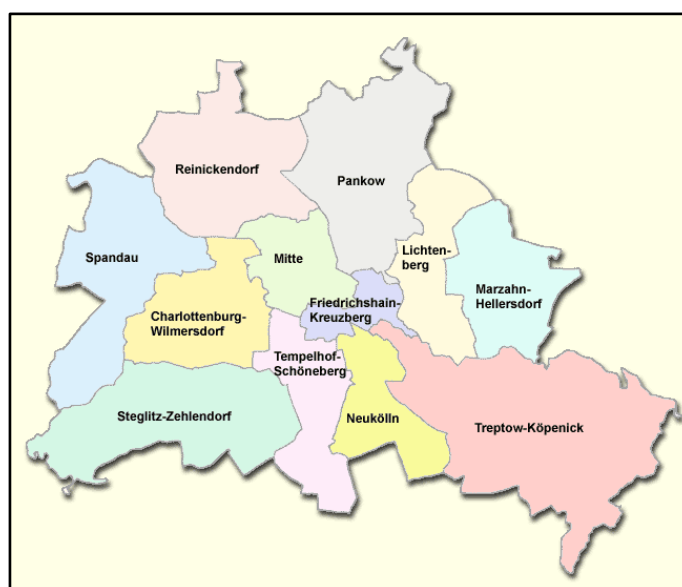 Reinickendorf
Pankow
Spandau
Mitte
Lichten-
berg
Marzahn-
Hellersdorf
Charlottenburg-
Wilmersdorf
Friedrichshain-
Kreuzberg
Tempelhof-
Schöneberg
Steglitz-Zehlendorf
Neukölln
Treptow-Köpenick